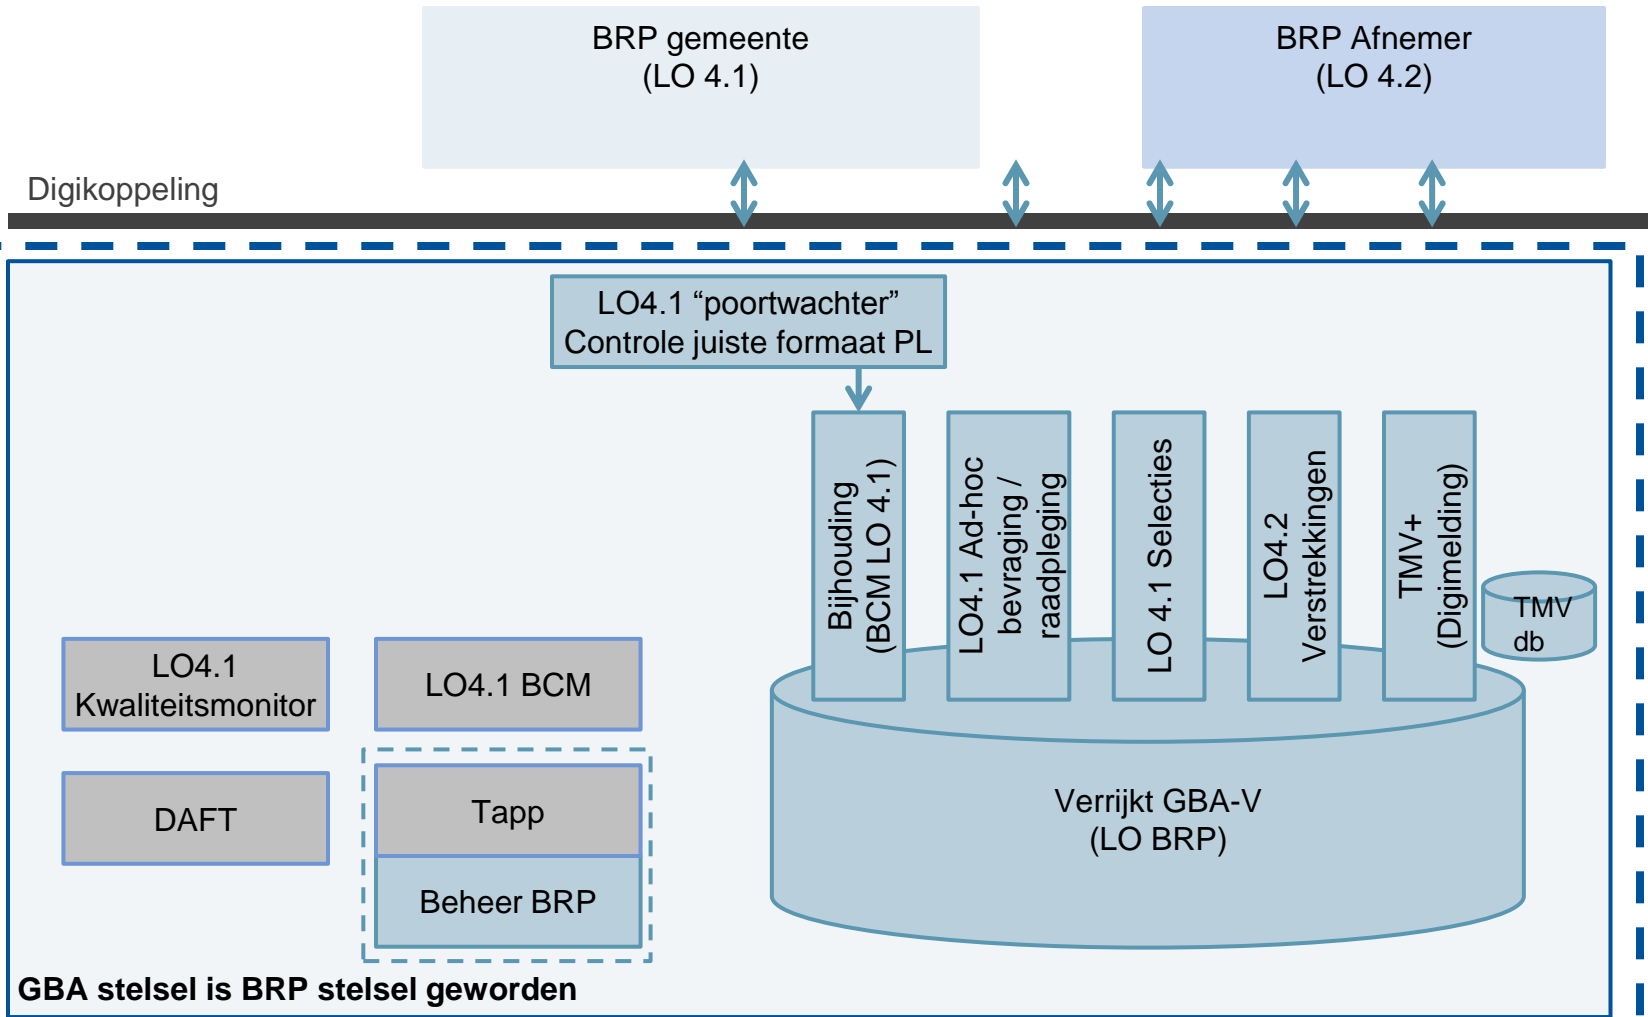 BRP gemeente
(LO 4.1)
BRP Afnemer
(LO 4.2)
Digikoppeling
LO4.1 “poortwachter”
Controle juiste formaat PL
Bijhouding
(BCM LO 4.1)
LO4.1 Ad-hoc
bevraging /
raadpleging
LO 4.1 Selecties
LO4.2
Verstrekkingen
TMV+
(Digimelding)
TMV
db
LO4.1
Kwaliteitsmonitor
LO4.1 BCM
DAFT
Tapp
Beheer BRP
Verrijkt GBA-V
(LO BRP)
GBA stelsel is BRP stelsel geworden